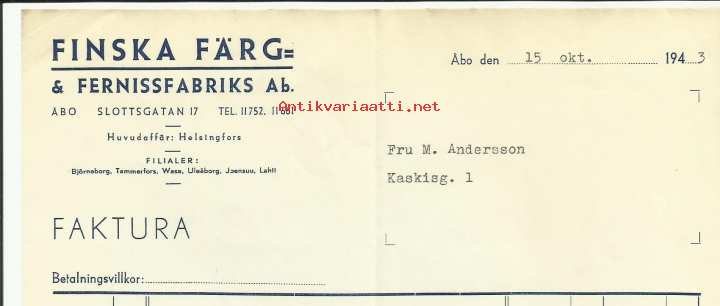 FINSKA FÄRG=
& FERNISSFABRIKS Ab.
ÅBO SLOTTSGATAN 17 TEL. 11752,
Antikvariaatti.net
Huvudaffär: Helsingfors
FILIALER:
Björneborg, Tammerfors, Wasa, Uleåborg, Joensuu, Lahti
Åbo den 15 okt. 1943
Fru M. Andersson
Kaskisg. 1
FAKTURA
Betalningsvillkor: